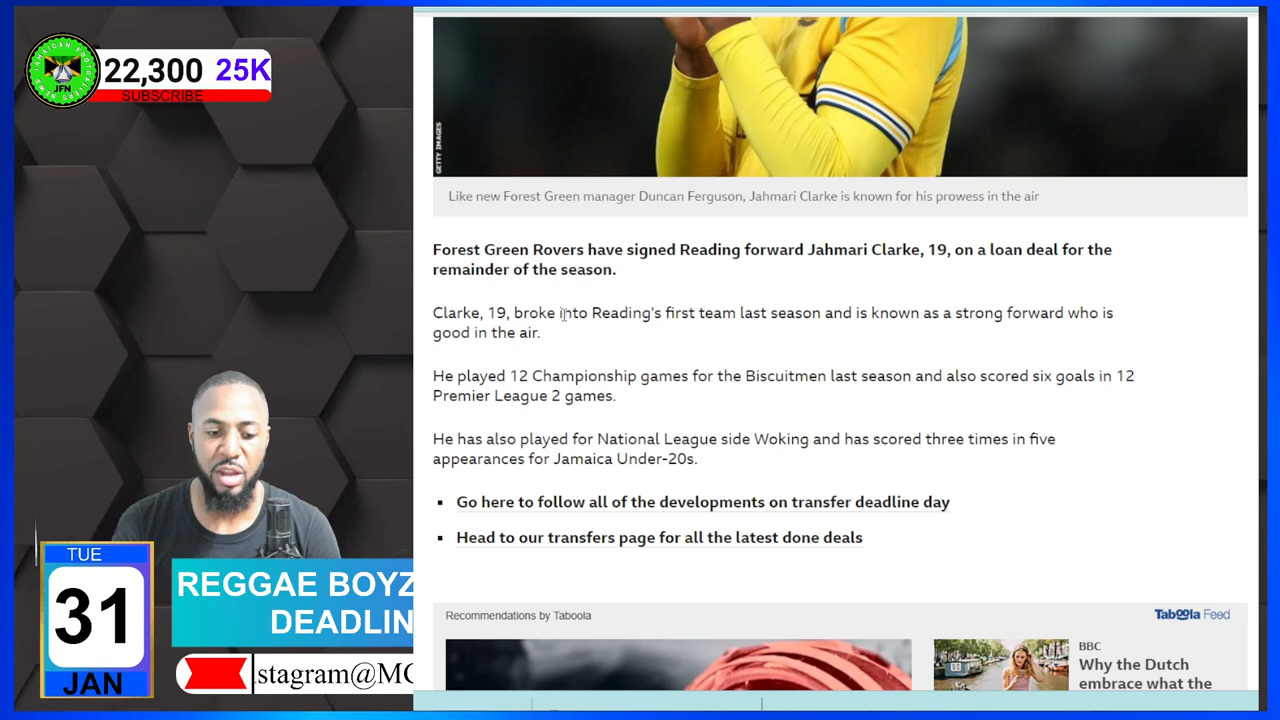 JAMAICAN FOOTBALLERS NEWS
JFN
22,300 25K
SUBSCRIBE
GETTY IMAGES
Like new Forest Green manager Duncan Ferguson, Jahmari Clarke is known for his prowess in the air
Forest Green Rovers have signed Reading forward Jahmari Clarke, 19, on a loan deal for the
remainder of the season.
Clarke, 19, broke into Reading's first team last season and is known as a strong forward who is
good in the air.
He played 12 Championship games for the Biscuitmen last season and also scored six goals in 12
Premier League 2 games.
He has also played for National League side Woking and has scored three times in five
appearances for Jamaica Under-20s.
▪ Go here to follow all of the developments on transfer deadline day
▪ Head to our transfers page for all the latest done deals
Recommendations by Taboola
Taboola Feed
BBC
Why the Dutch
embrace what the
TUE
31
JAN
REGGAE BOYZ
DEADLIN
stagram@MC